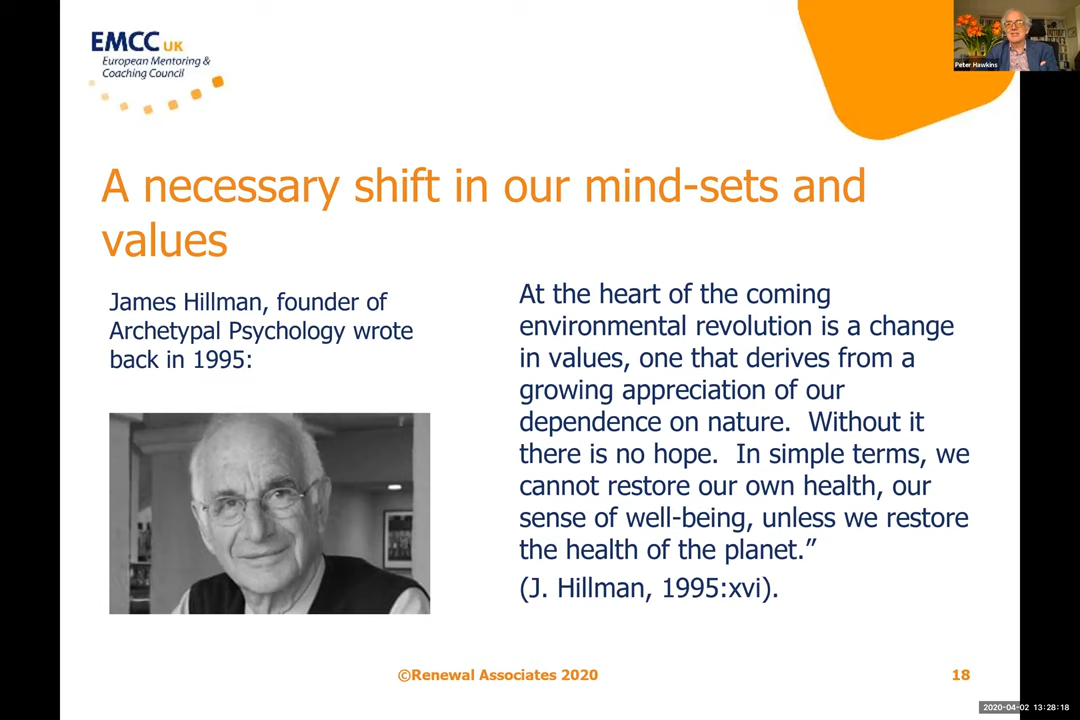 EMCC UK
European Mentoring &
Coaching Council
Peter Hawkins
A necessary shift in our mind-sets and
values
James Hillman, founder of
Archetypal Psychology wrote
back in 1995:
At the heart of the coming
environmental revolution is a change
in values, one that derives from a
growing appreciation of our
dependence on nature.  Without it
there is no hope.  In simple terms, we
cannot restore our own health, our
sense of well-being, unless we restore
the health of the planet.”
(J. Hillman, 1995:xvi).
©Renewal Associates 2020
18
2020-04-02 13:28:18